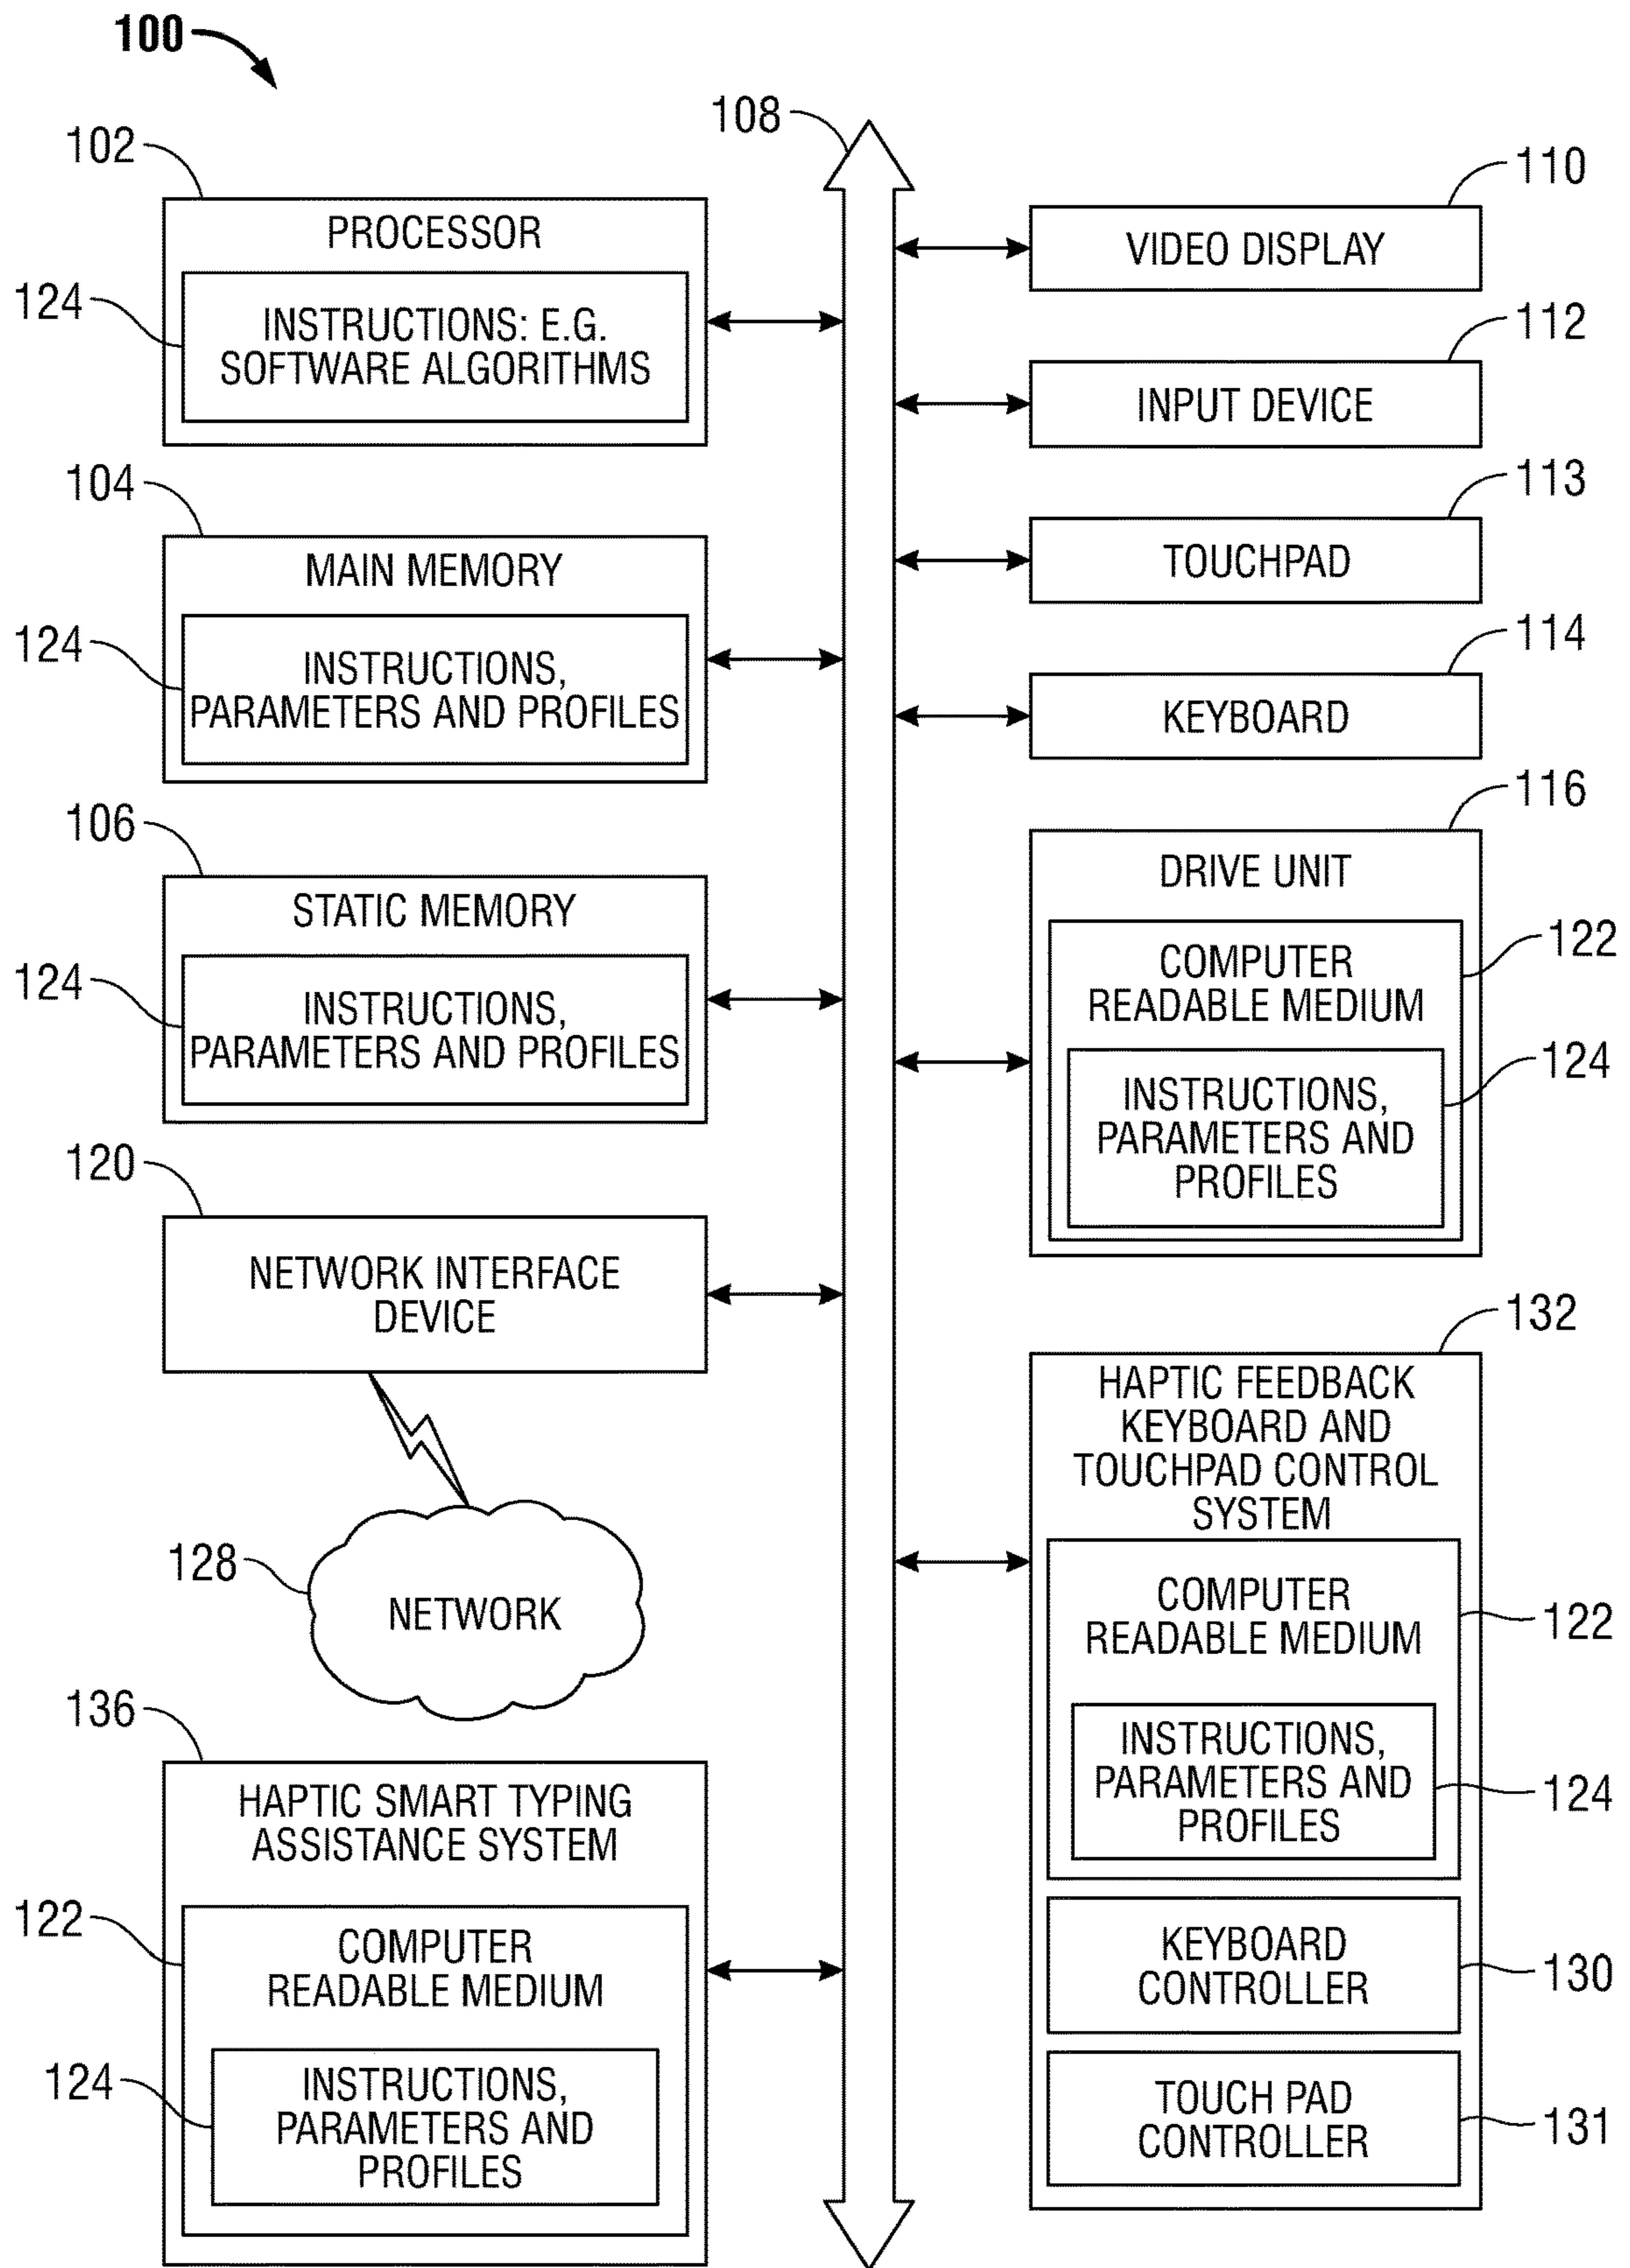 100
108
102
PROCESSOR
124
INSTRUCTIONS: E.G.
SOFTWARE ALGORITHMS
104
MAIN MEMORY
124
INSTRUCTIONS,
PARAMETERS AND PROFILES
106
STATIC MEMORY
124
INSTRUCTIONS,
PARAMETERS AND PROFILES
120
NETWORK INTERFACE
DEVICE
128
NETWORK
136
HAPTIC SMART TYPING
ASSISTANCE SYSTEM
122
COMPUTER
READABLE MEDIUM
124
INSTRUCTIONS,
PARAMETERS AND
PROFILES
110
VIDEO DISPLAY
112
INPUT DEVICE
113
TOUCHPAD
114
KEYBOARD
116
DRIVE UNIT
122
COMPUTER
READABLE MEDIUM
124
INSTRUCTIONS,
PARAMETERS AND
PROFILES
132
HAPTIC FEEDBACK
KEYBOARD AND
TOUCHPAD CONTROL
SYSTEM
COMPUTER
READABLE MEDIUM
122
INSTRUCTIONS,
PARAMETERS AND
PROFILES
124
KEYBOARD
CONTROLLER
130
TOUCH PAD
CONTROLLER
131